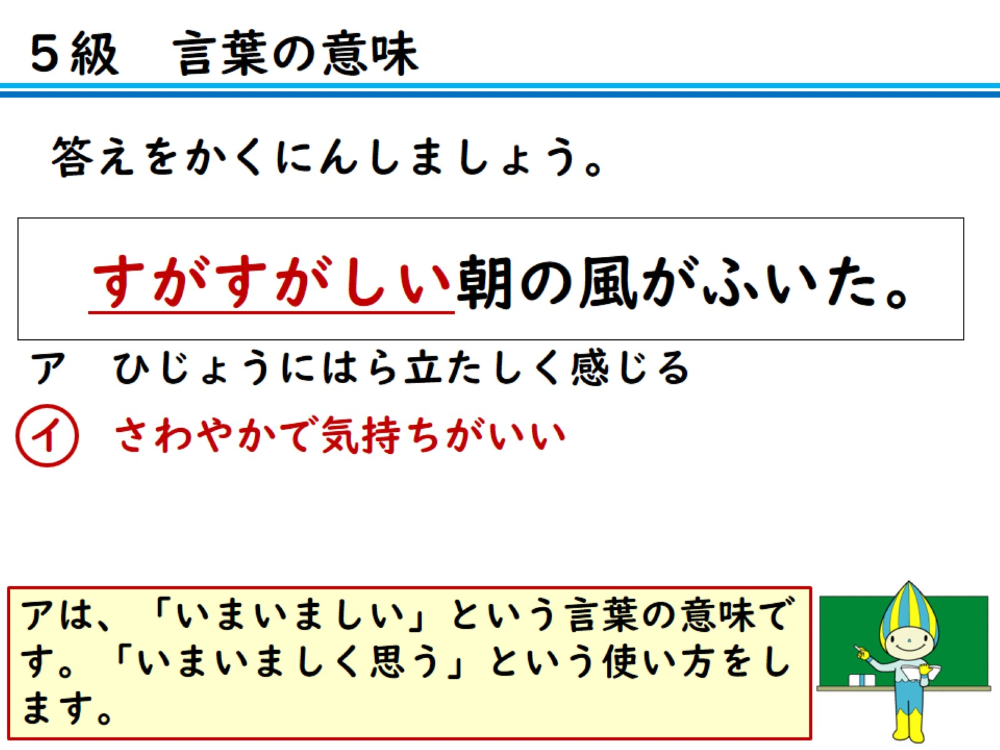 ５級　言葉の意味
答えをかくにんしましょう。
すがすがしい朝の風がふいた。
ア　ひじょうにはら立たしく感じる
イ　さわやかで気持ちがいい
アは、「いまいましい」という言葉の意味で
す。「いまいましく思う」という使い方をし
ます。